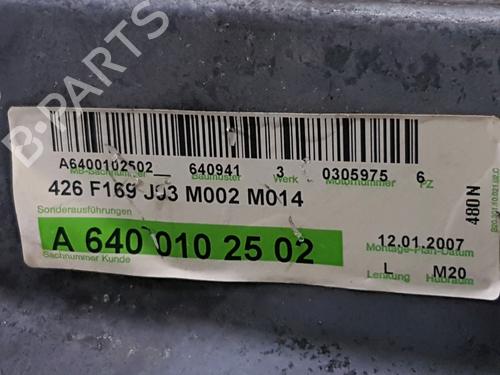 B-PARTS
A6400102502__ 640941 3 0305975 6
MB-Sachnummer Baumuster Werk Motornummer PZ
426 F169 J03 M002 M014
Sonderausführungen
480 N
A 640 010 25 02
Sachnummer Kunde
12.01.2007
Montage-Plan-Datum
L M20
Lenkung Hubraum